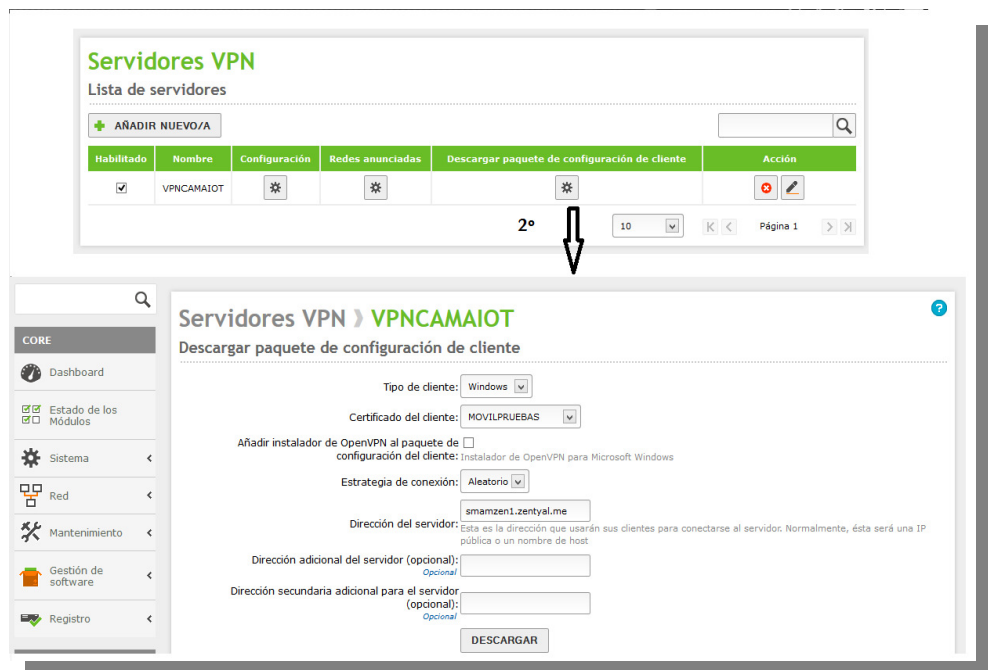 Servidores VPN
Lista de servidores
AÑADIR NUEVO/A
Habilitado Nombre Configuración Redes anunciadas Descargar paquete de configuración de cliente Acción
VPNCAMAIOT
2º
10
Página 1
CORE
Dashboard
Estado de los
Módulos
Sistema
Red
Mantenimiento
Gestión de
software
Registro
Servidores VPN VPNCAMAIOT
?
Descargar paquete de configuración de cliente
Tipo de cliente: Windows
Certificado del cliente: MOVILPRUEBAS
Añadir instalador de OpenVPN al paquete de
configuración del cliente: Instalador de OpenVPN para Microsoft Windows
Estrategia de conexión: Aleatorio
Dirección del servidor: smamzen1.zentyal.me
Esta es la dirección que usarán sus clientes para conectarse al servidor. Normalmente, ésta será una IP
pública o un nombre de host
Dirección adicional del servidor (opcional):
Opcional
Dirección secundaria adicional para el servidor
(opcional):
Opcional
DESCARGAR